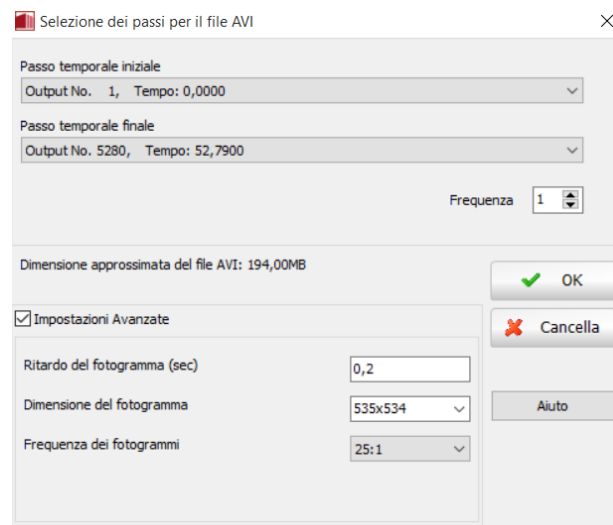 Selezione dei passi per il file AVI
Passo temporale iniziale
Output No. 1, Tempo: 0,0000
Passo temporale finale
Output No. 5280, Tempo: 52,7900
Frequenza 1
Dimensione approssimata del file AVI: 194,00MB
OK
Impostazioni Avanzate
Cancella
Ritardo del fotogramma (sec) 0,2
Dimensione del fotogramma 535x534
Aiuto
Frequenza dei fotogrammi 25:1